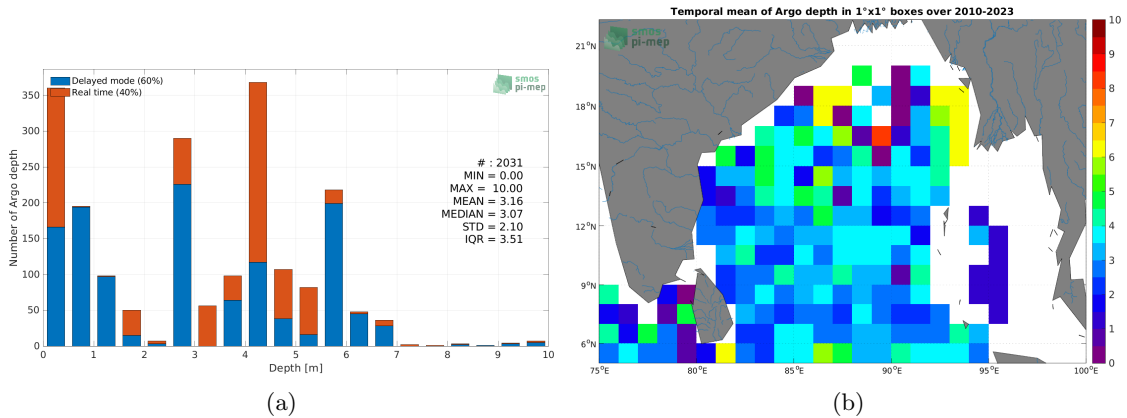 Temporal mean of Argo depth in 1°x1° boxes over 2010-2023
Delayed mode (60%)
Real time (40%)
smos
pi-mep
Number of Argo depth
350
300
250
200
150
100
50
0
# : 2031
MIN = 0.00
MAX = 10.00
MEAN = 3.16
MEDIAN = 3.07
STD = 2.10
IQR = 3.51
0 1 2 3 4 5 6 7 8 9 10
Depth [m]
(a)
smos
pi-mep
21°N
18°N
15°N
12°N
9°N
6°N
75°E 80°E 85°E 90°E 95°E 100°E
10
9
8
7
6
5
4
3
2
1
0
(b)